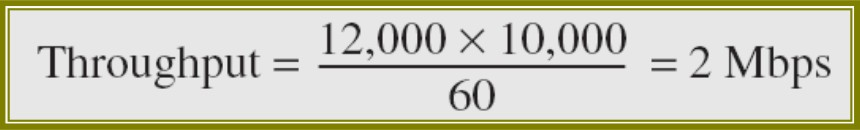 Throughput = 12,000 × 10,000 / 60 = 2 Mbps